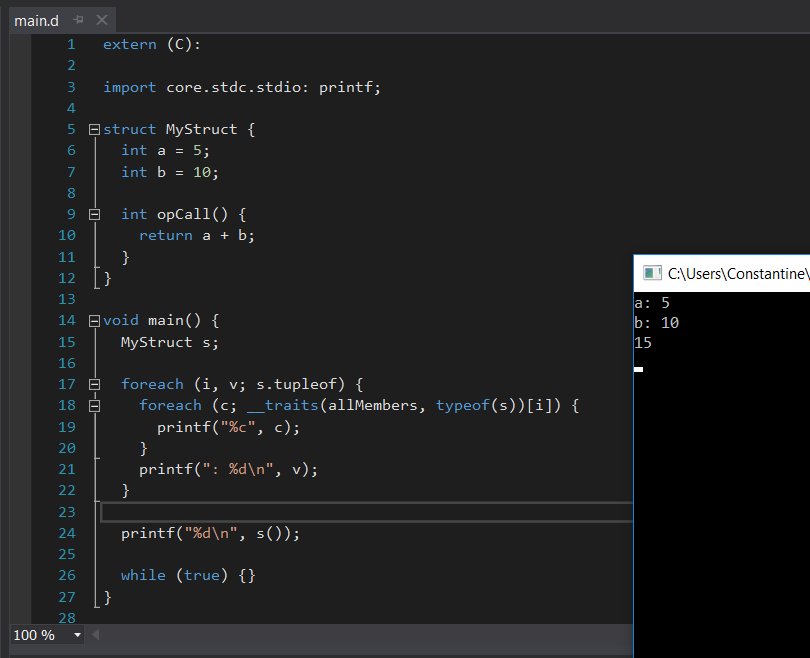 main.d
1 extern (C):
2
3 import core.stdc.stdio: printf;
4
5 struct MyStruct {
6   int a = 5;
7   int b = 10;
8
9   int opCall() {
10     return a + b;
11   }
12 }
13
14 void main() {
15   MyStruct s;
16
17   foreach (i, v; s.tupleof) {
18     foreach (c; __traits(allMembers, typeof(s))[i]) {
19       printf("%c", c);
20     }
21     printf(": %d\n", v);
22   }
23
24   printf("%d\n", s());
25
26   while (true) {}
27 }
28
100 %
C:\Users\Constantine\
a: 5
b: 10
15